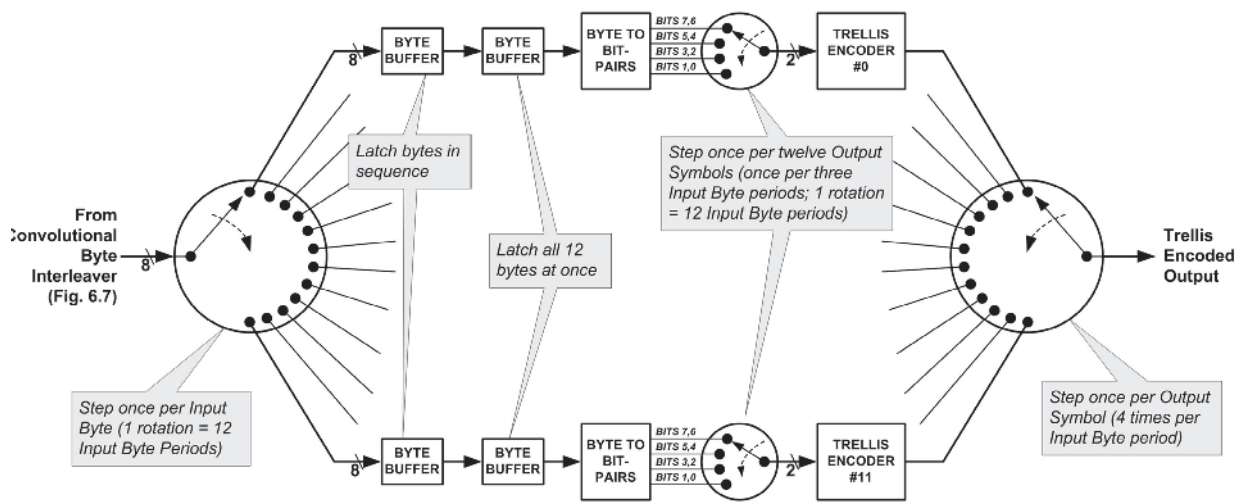 BYTE
BUFFER
BYTE
BUFFER
BYTE TO
BIT-
PAIRS
BITS 7,6
BITS 5,4
BITS 3,2
BITS 1,0
TRELLIS
ENCODER
#0
8
2
Latch bytes in
sequence
Step once per twelve Output
Symbols (once per three
Input Byte periods; 1 rotation
= 12 Input Byte periods)
From
Convolutional
Byte
Interleaver
(Fig. 6.7)
8
Latch all 12
bytes at once
Trellis
Encoded
Output
Step once per Input
Byte (1 rotation = 12
Input Byte Periods)
Step once per Output
Symbol (4 times per
Input Byte period)
8
BYTE
BUFFER
BYTE
BUFFER
BYTE TO
BIT-
PAIRS
BITS 7,6
BITS 5,4
BITS 3,2
BITS 1,0
2
TRELLIS
ENCODER
#11